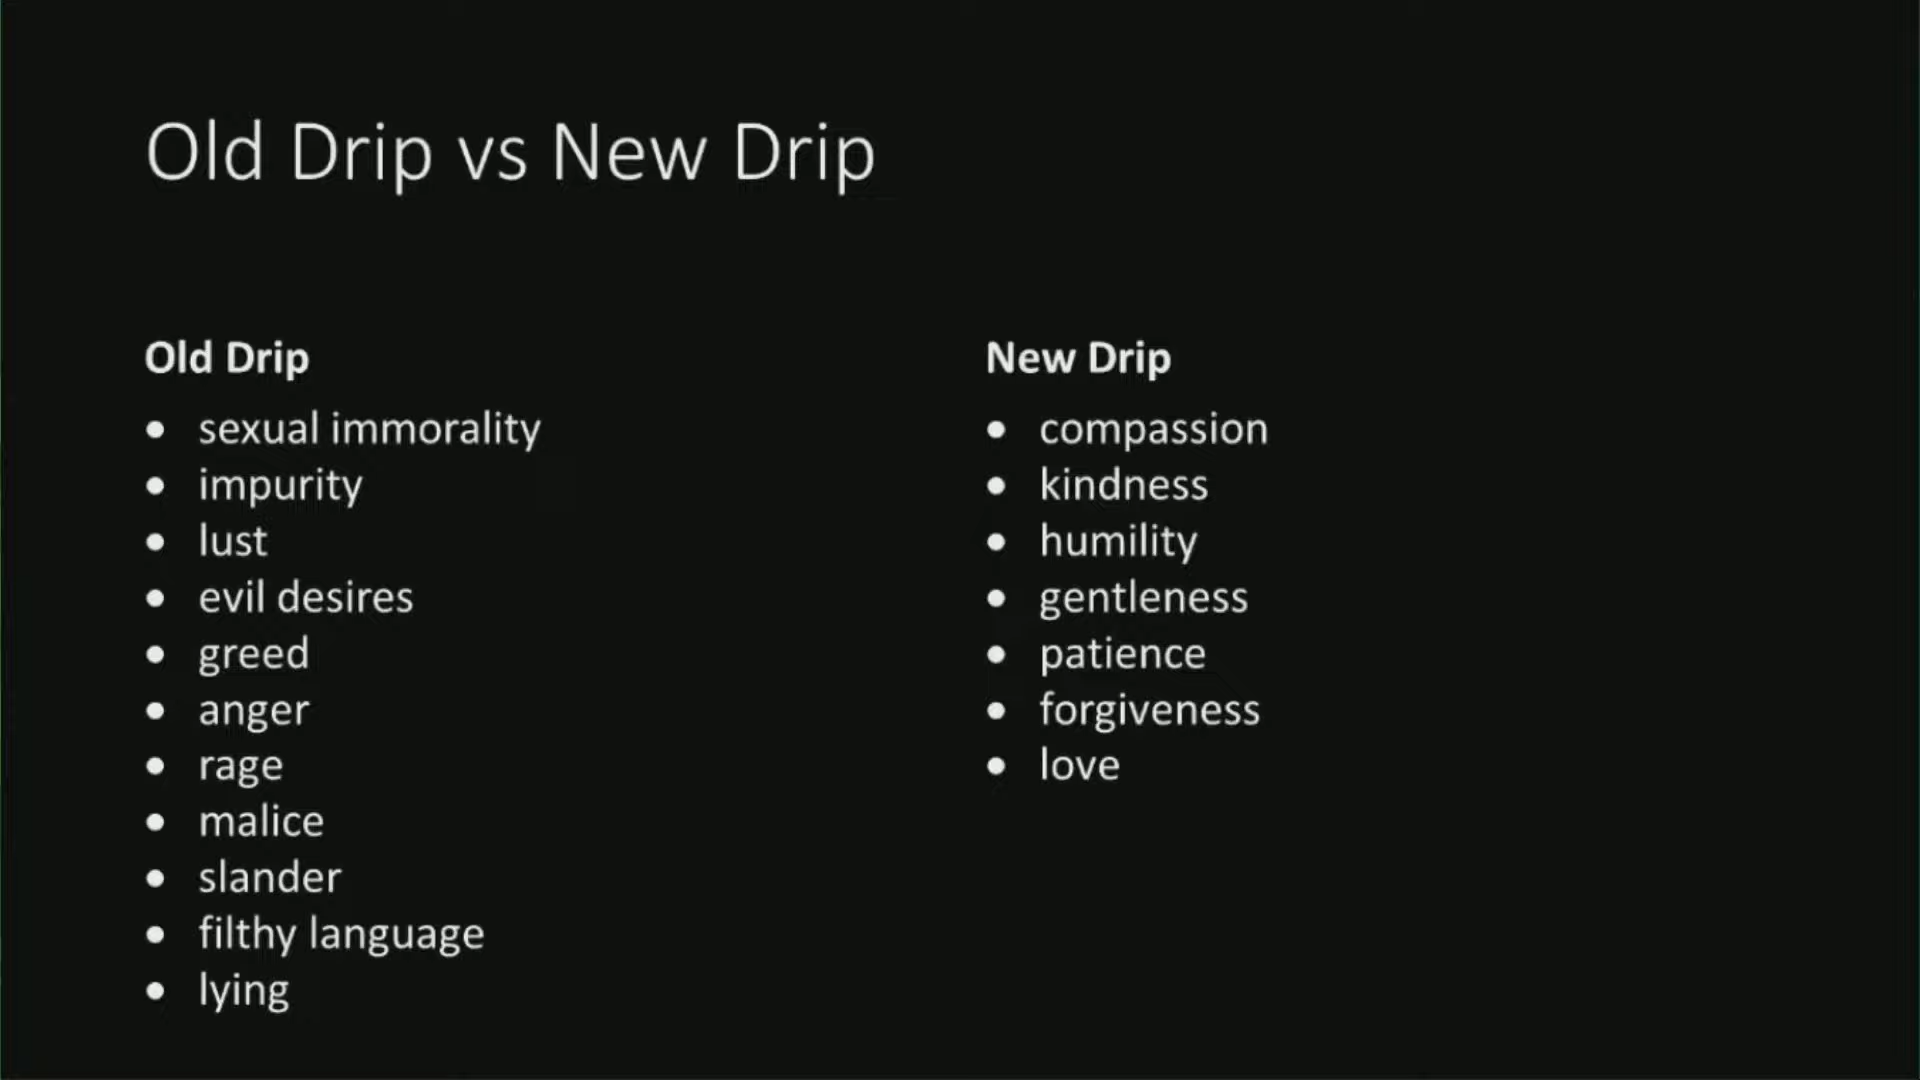 Old Drip vs New Drip
Old Drip
• sexual immorality
• impurity
• lust
• evil desires
• greed
• anger
• rage
• malice
• slander
• filthy language
• lying
New Drip
• compassion
• kindness
• humility
• gentleness
• patience
• forgiveness
• love